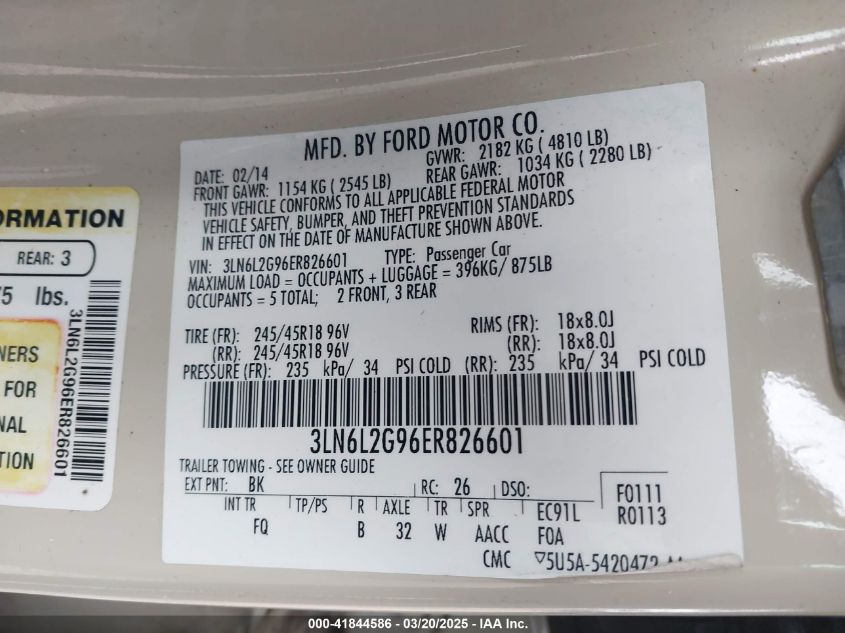 MFD. BY FORD MOTOR CO.
DATE: 02/14 GVWR: 2182 KG ( 4810 LB)
FRONT GAWR: 1154 KG ( 2545 LB) REAR GAWR: 1034 KG ( 2280 LB)
THIS VEHICLE CONFORMS TO ALL APPLICABLE FEDERAL MOTOR
VEHICLE SAFETY, BUMPER, AND THEFT PREVENTION STANDARDS
IN EFFECT ON THE DATE OF MANUFACTURE SHOWN ABOVE.
VIN: 3LN6L2G96ER826601 TYPE: Passenger Car
MAXIMUM LOAD = OCCUPANTS + LUGGAGE = 396KG/ 875LB
OCCUPANTS = 5 TOTAL; 2 FRONT, 3 REAR
TIRE (FR): 245/45R18 96V RIMS (FR): 18x8.0J
(RR): 245/45R18 96V (RR): 18x8.0J
PRESSURE (FR): 235 kPa/ 34 PSI COLD (RR): 235 kPa/ 34 PSI COLD
3LN6L2G96ER826601
TRAILER TOWING - SEE OWNER GUIDE
EXT PNT: BK RC: 26 DSO: F0111
INT TR TP/PS R AXLE TR SPR EC91L R0113
FQ B 32 W AACC FOA
CMC 5U5A-5420472
REAR: 3
lbs.
FOR
3LN6L2G96ER826601
000-41844586 - 03/20/2025 - IAA Inc.